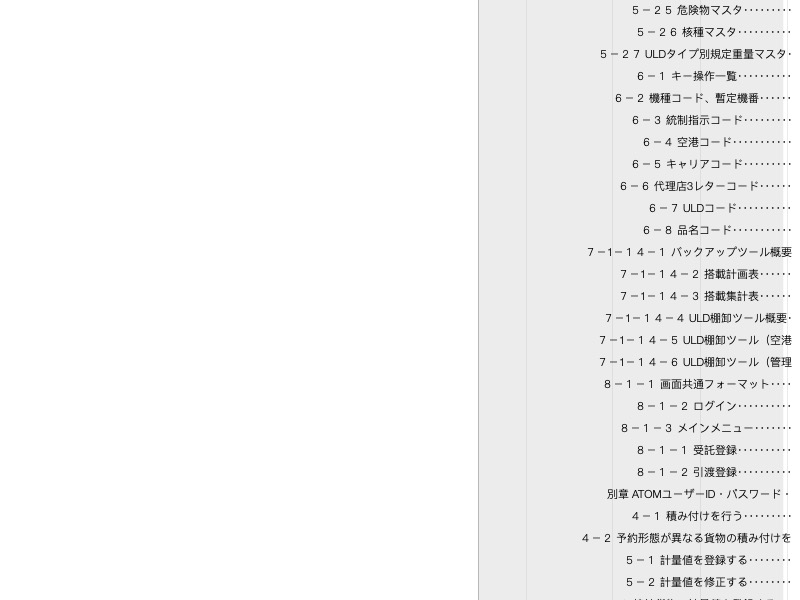 ５－２５ 危険物マスタ･････････
５－２６ 核種マスタ･････････
５－２７ ULDタイプ別規定重量マスタ･
６－１ キー操作一覧･････････
６－２ 機種コード、暫定機番･････
６－３ 統制指示コード････････
６－４ 空港コード･･････････
６－５ キャリアコード････････
６－６ 代理店3レターコード･････
６－７ ULDコード･････････
６－８ 品名コード･･････････
７－1－１４－１ バックアップツール概要
７－1－１４－２ 搭載計画表･････
７－1－１４－３ 搭載集計表･････
７－1－１４－４ ULD棚卸ツール概要･
７－1－１４－５ ULD棚卸ツール（空港
７－1－１４－６ ULD棚卸ツール（管理
８－１－１ 画面共通フォーマット････
８－１－２ ログイン･････････
８－１－３ メインメニュー･･････
８－１－１ 受託登録･････････
８－１－２ 引渡登録･････････
別章 ATOMユーザーID・パスワード・
４－１ 積み付けを行う････････
４－２ 予約形態が異なる貨物の積み付けを
５－１ 計量値を登録する･･･････
５－２ 計量値を修正する･･･････